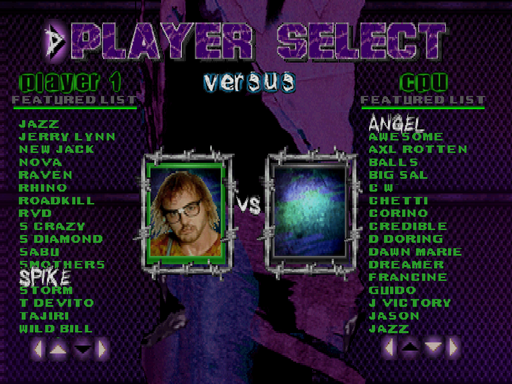 PLAYER SELECT
player 1
versus
cpu
FEATURED LIST
FEATURED LIST
JAZZ
JERRY LYNN
NEW JACK
NOVA
RAVEN
RHINO
ROADKILL
RVD
S CRAZY
S DIAMOND
SABU
SMOTHERS
SPIKE
STORM
T DEVITO
TAJIRI
WILD BILL
VS
ANGEL
AWESOME
AXL ROTTEN
BALLS
BIG SAL
C W
CHETTI
CORINO
CREDIBLE
D DORING
DAWN MARIE
DREAMER
FRANCINE
GUIDO
J VICTORY
JASON
JAZZ